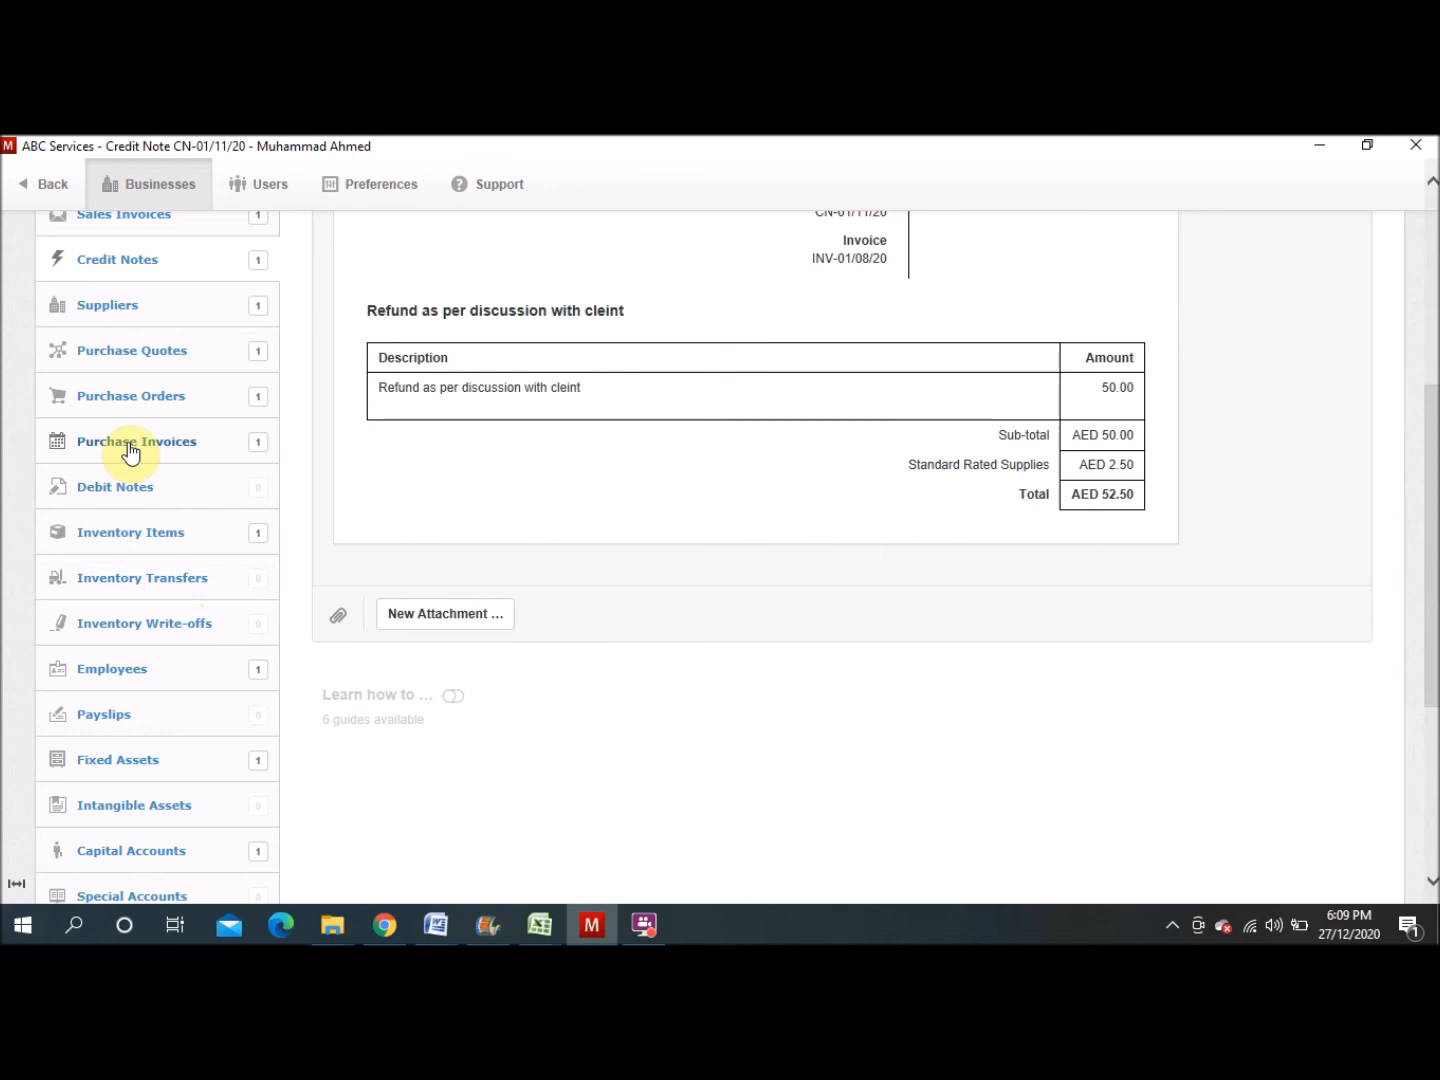 M ABC Services - Credit Note CN-01/11/20 - Muhammad Ahmed
Back Businesses Users Preferences Support
Sales Invoices 1
Credit Notes 1
Suppliers 1
Purchase Quotes 1
Purchase Orders 1
Purchase Invoices 1
Debit Notes 0
Inventory Items 1
Inventory Transfers 0
Inventory Write-offs 0
Employees 1
Payslips 0
Fixed Assets 1
Intangible Assets 0
Capital Accounts 1
Special Accounts 0
CN-01/11/20
Invoice
INV-01/08/20
Refund as per discussion with cleint
Description Amount
Refund as per discussion with cleint 50.00
Sub-total AED 50.00
Standard Rated Supplies AED 2.50
Total AED 52.50
New Attachment ...
Learn how to ...
6 guides available
M
6:09 PM
27/12/2020
1